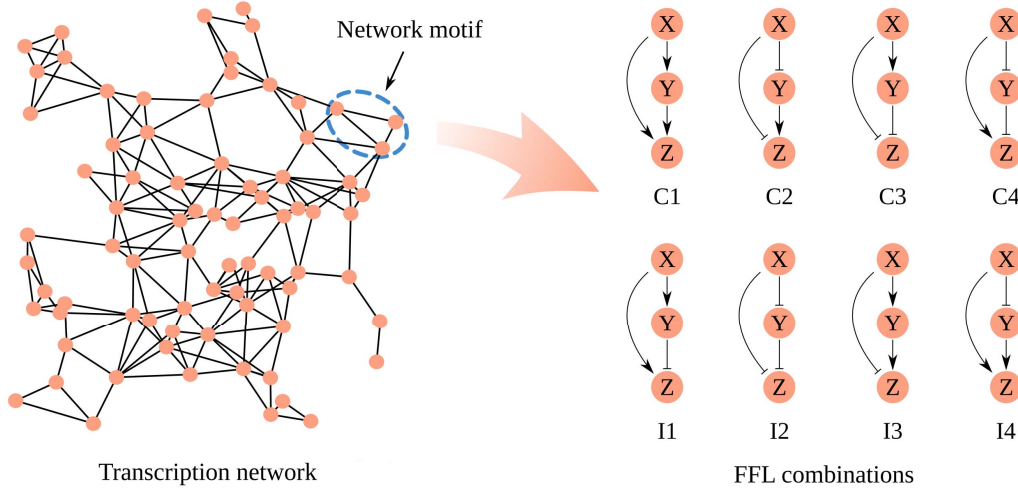 Network motif
Transcription network
X X X X
Y Y Y Y
Z Z Z Z
C1 C2 C3 C4
X X X X
Y Y Y Y
Z Z Z Z
I1 I2 I3 I4
FFL combinations